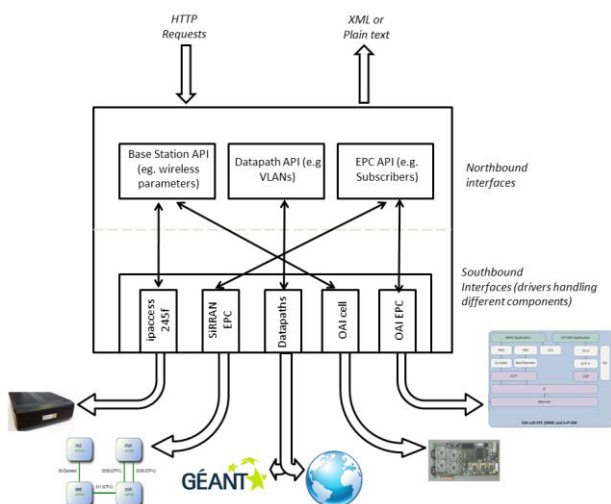 HTTP
Requests
XML or
Plain text
Base Station API
(eg. wireless
parameters)
Datapath API (e.g
VLANs)
EPC API (e.g.
Subscribers)
Northbound
interfaces
Southbound
Interfaces (drivers handling
different components)
ipaccess
245f
SiRRAN
EPC
Datapaths
OAI cell
OAI EPC
GÉANT